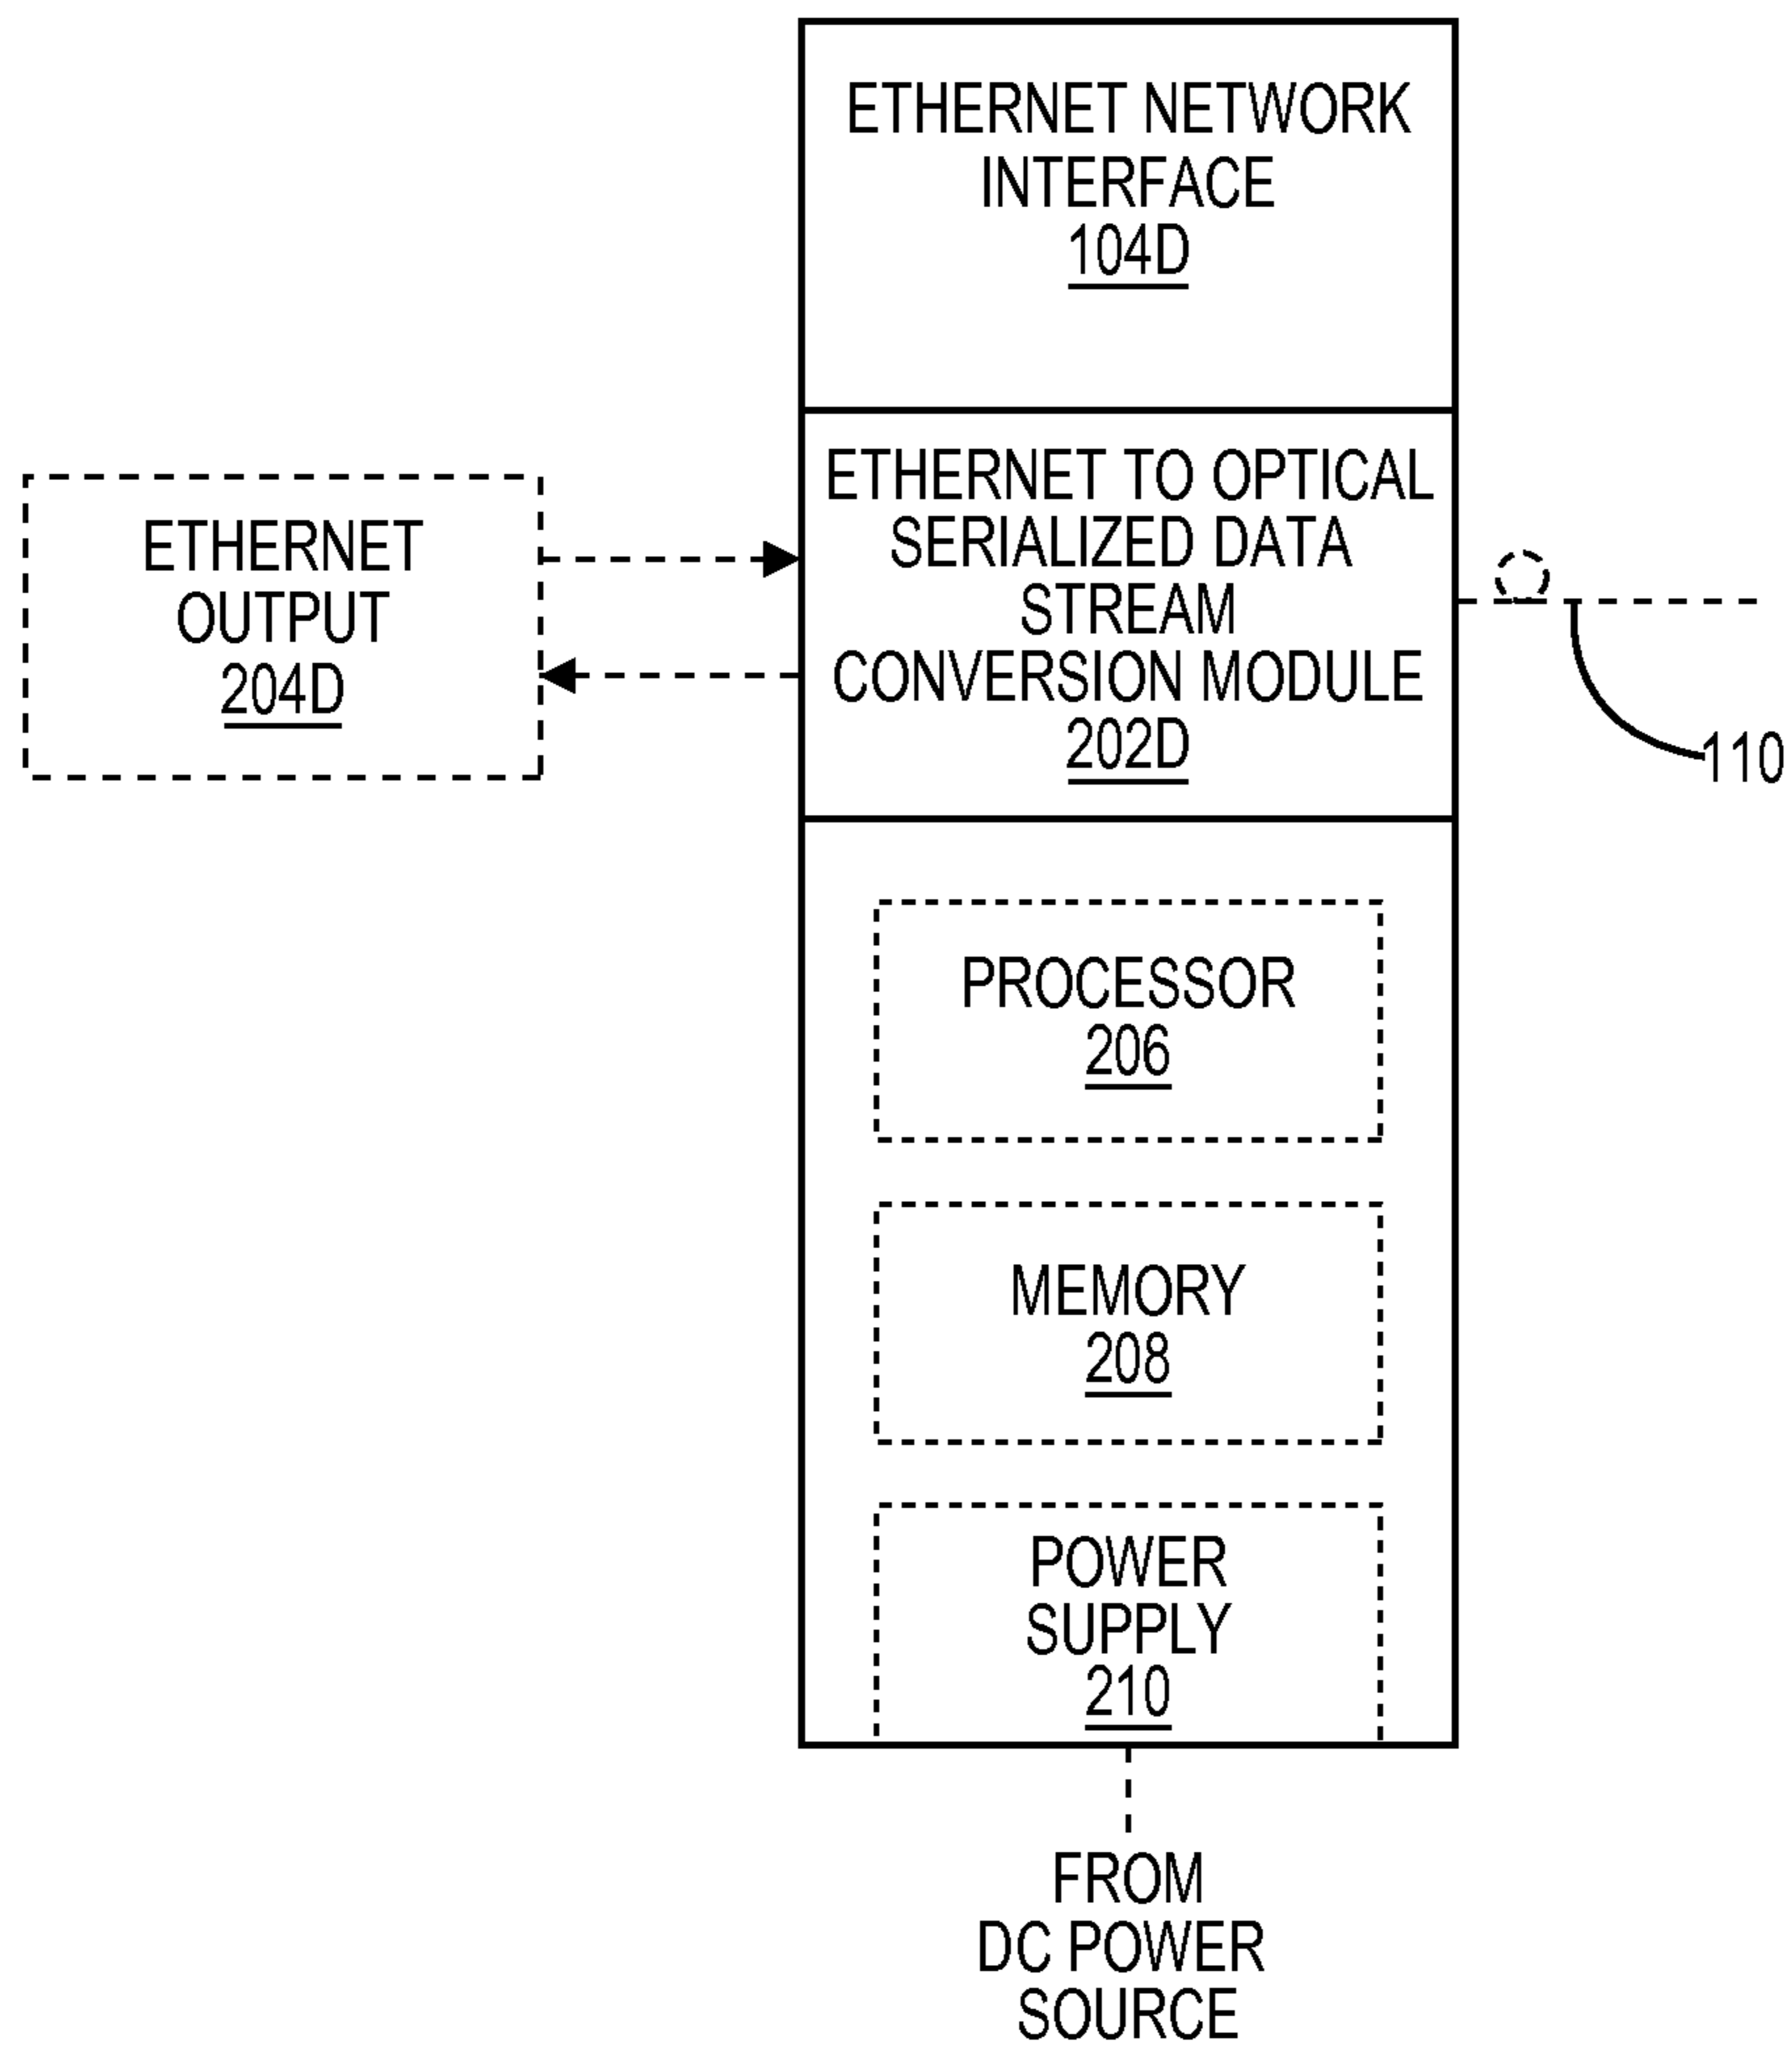 ETHERNET NETWORK
INTERFACE
104D
ETHERNET
OUTPUT
204D
ETHERNET TO OPTICAL
SERIALIZED DATA
STREAM
CONVERSION MODULE
202D
110
PROCESSOR
206
MEMORY
208
POWER
SUPPLY
210
FROM
DC POWER
SOURCE